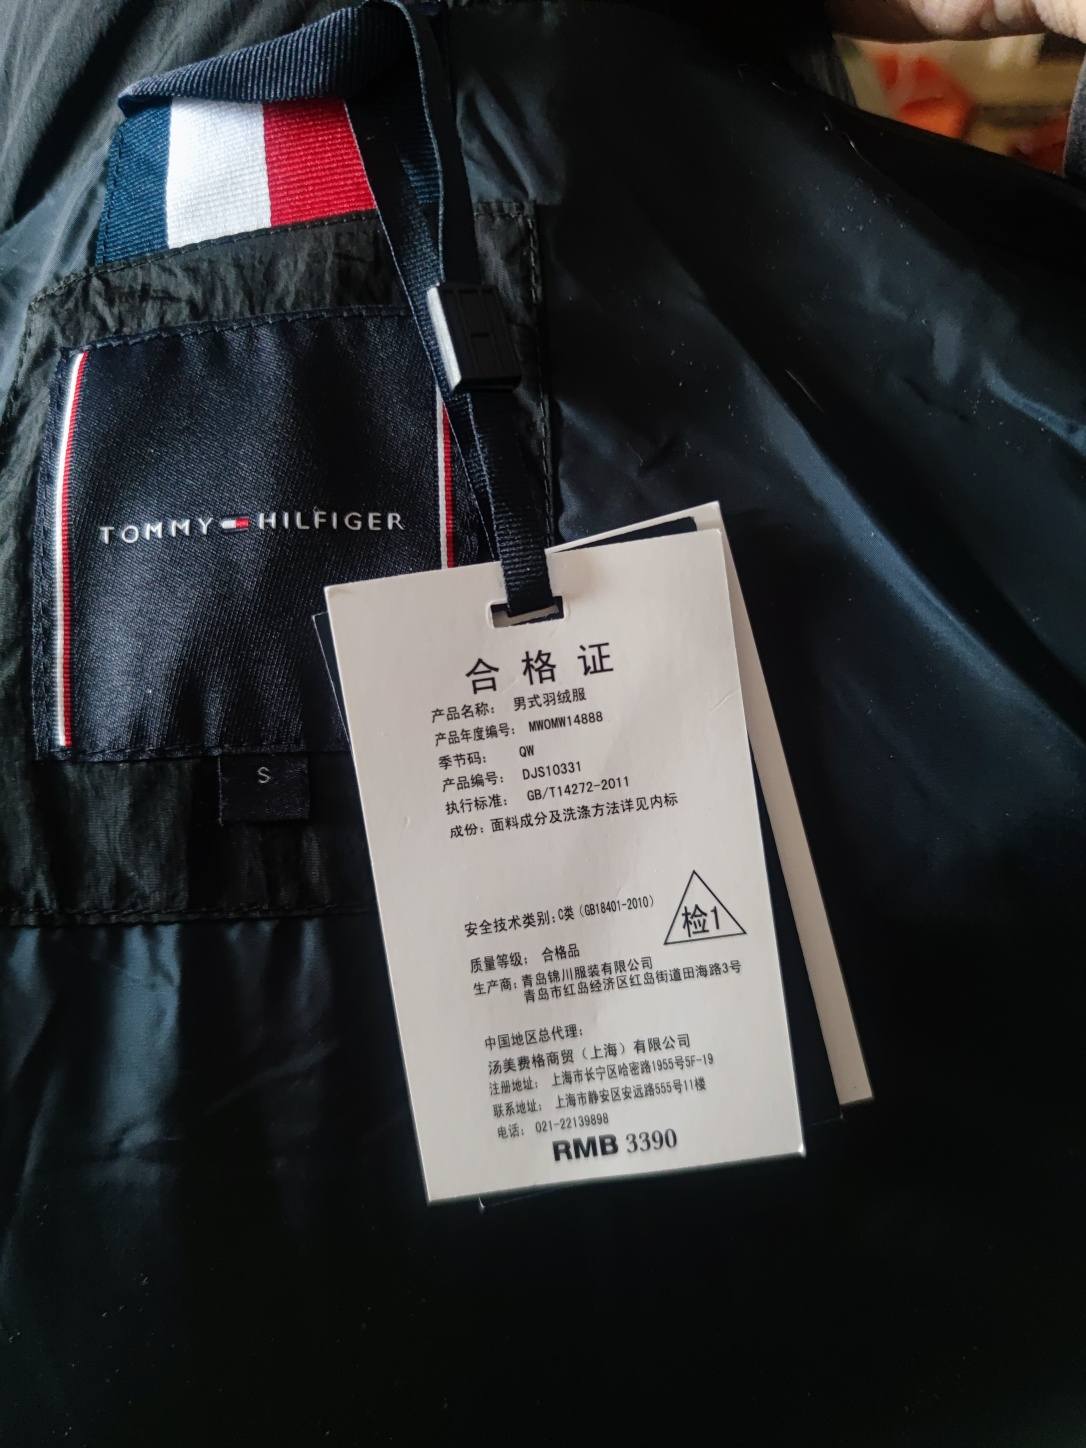 TOMMY HILFIGER
S
合格证
产品名称: 男式羽绒服
产品年度编号: MW0MW14888
季节码: QW
产品编号: DJS10331
执行标准: GB/T14272-2011
成份: 面料成分及洗涤方法详见内标
安全技术类别: C类 (GB18401-2010)
检1
质量等级: 合格品
生产商: 青岛锦川服装有限公司
青岛市红岛经济区红岛街道田海路3号
中国地区总代理:
汤美费格商贸(上海)有限公司
注册地址: 上海市长宁区哈密路1955号5F-19
联系地址: 上海市静安区安远路555号11楼
电话: 021-22139898
RMB 3390